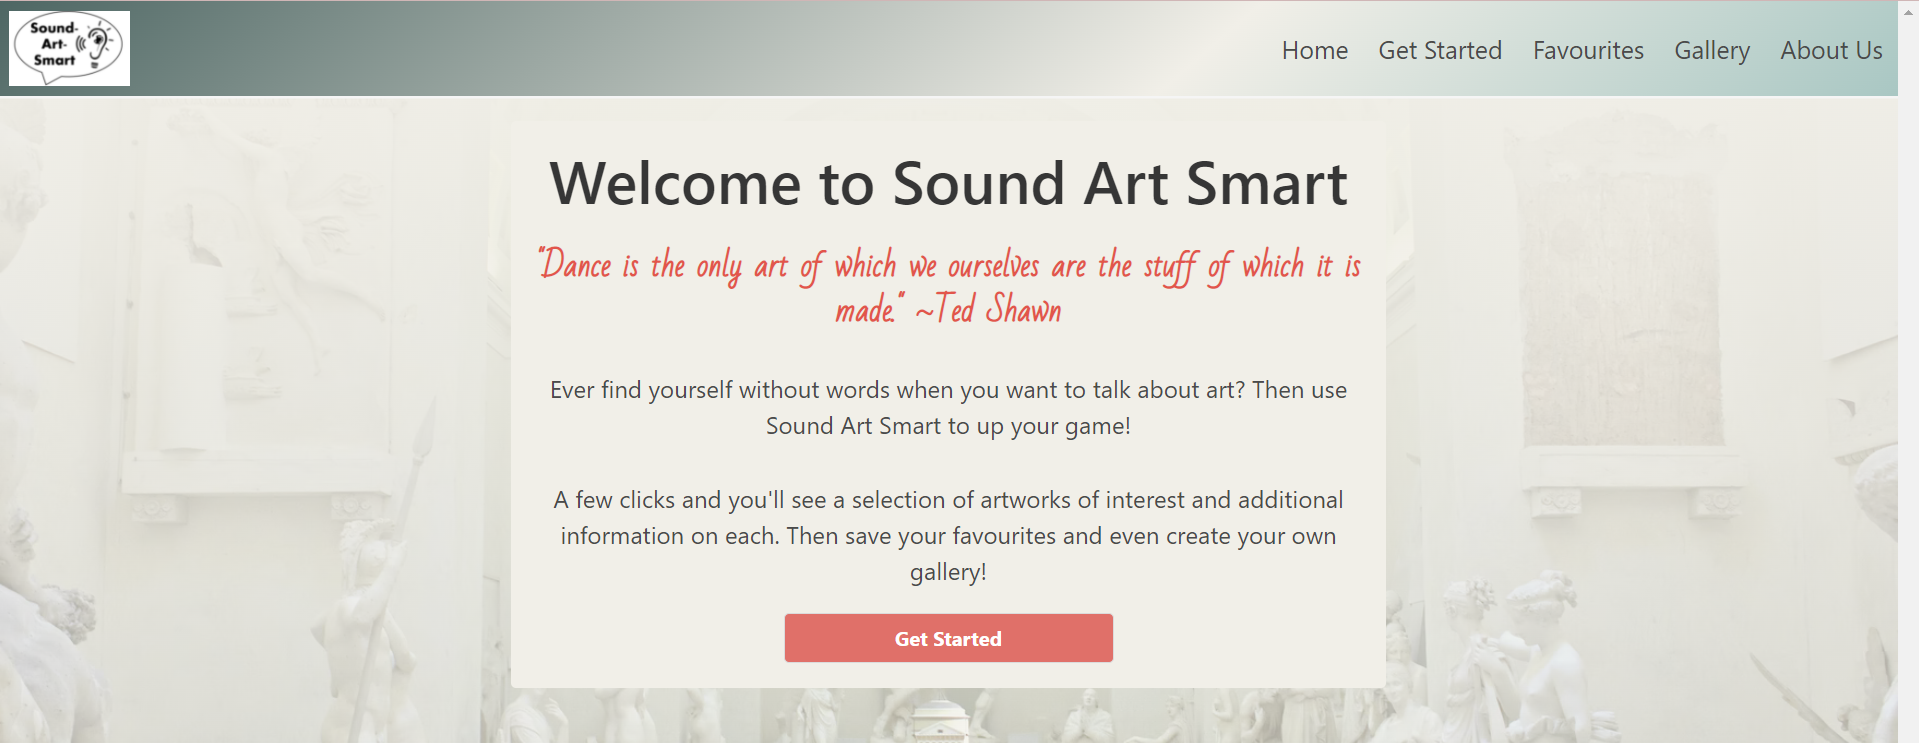 Sound-
Art-
Smart
Home Get Started Favourites Gallery About Us
Welcome to Sound Art Smart
"Dance is the only art of which we ourselves are the stuff of which it is
made." ~Ted Shawn
Ever find yourself without words when you want to talk about art? Then use
Sound Art Smart to up your game!
A few clicks and you'll see a selection of artworks of interest and additional
information on each. Then save your favourites and even create your own
gallery!
Get Started